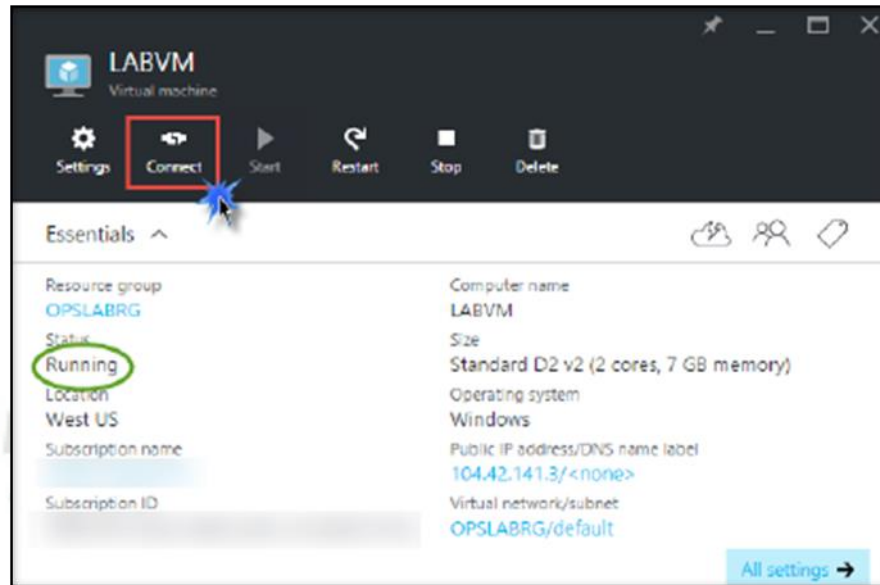 LABVM
Virtual machine
Settings Connect Start Restart Stop Delete
Essentials
Resource group
OPSLABRG
Status
Running
Location
West US
Subscription name
Subscription ID
Computer name
LABVM
Size
Standard D2 v2 (2 cores, 7 GB memory)
Operating system
Windows
Public IP address/DNS name label
104.42.141.3/<none>
Virtual network/subnet
OPSLABRG/default
All settings